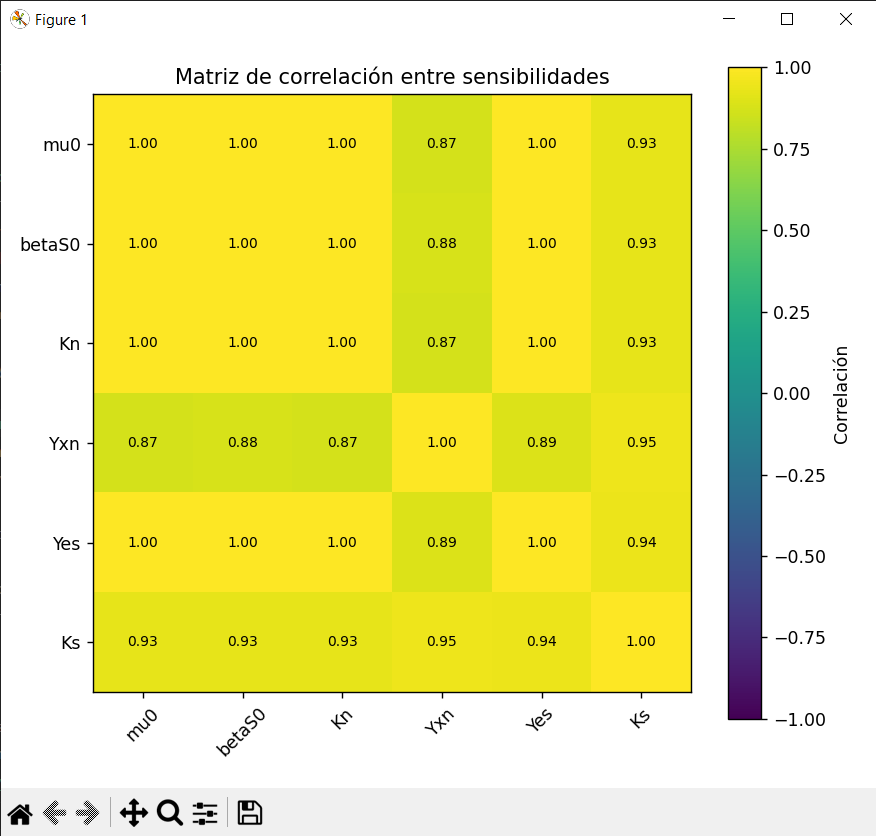 Figure 1
Matriz de correlación entre sensibilidades
mu0 1.00 1.00 1.00 0.87 1.00 0.93
betaS0 1.00 1.00 1.00 0.88 1.00 0.93
Kn 1.00 1.00 1.00 0.87 1.00 0.93
Yxn 0.87 0.88 0.87 1.00 0.89 0.95
Yes 1.00 1.00 1.00 0.89 1.00 0.94
Ks 0.93 0.93 0.93 0.95 0.94 1.00
mu0 betaS0 Kn Yxn Yes Ks
1.00
0.75
0.50
0.25
0.00
−0.25
−0.50
−0.75
−1.00
Correlación